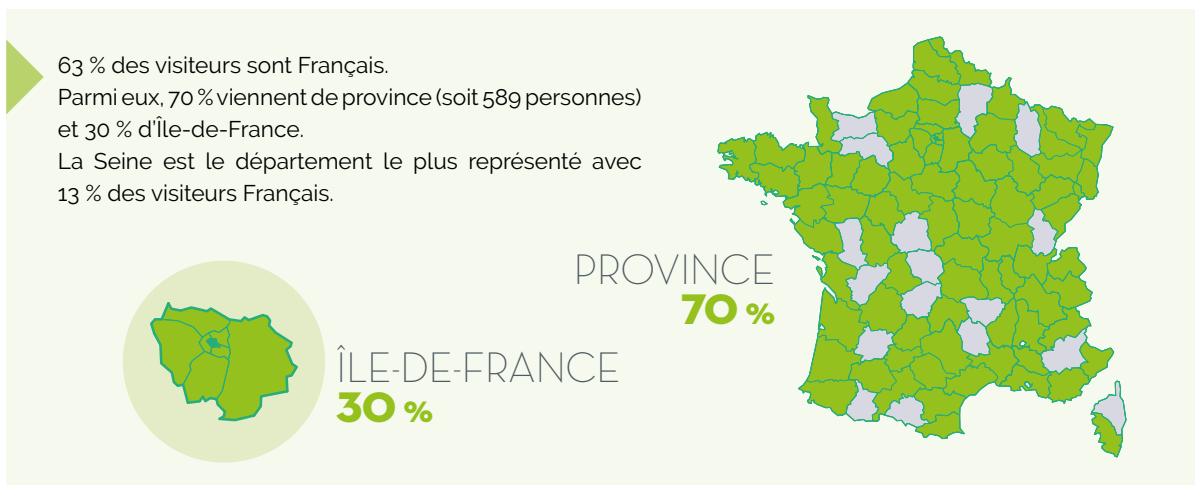 63 % des visiteurs sont Français.
Parmi eux, 70 % viennent de province (soit 589 personnes)
et 30 % d'Île-de-France.
La Seine est le département le plus représenté avec
13 % des visiteurs Français.
PROVINCE
70 %
ÎLE-DE-FRANCE
30 %